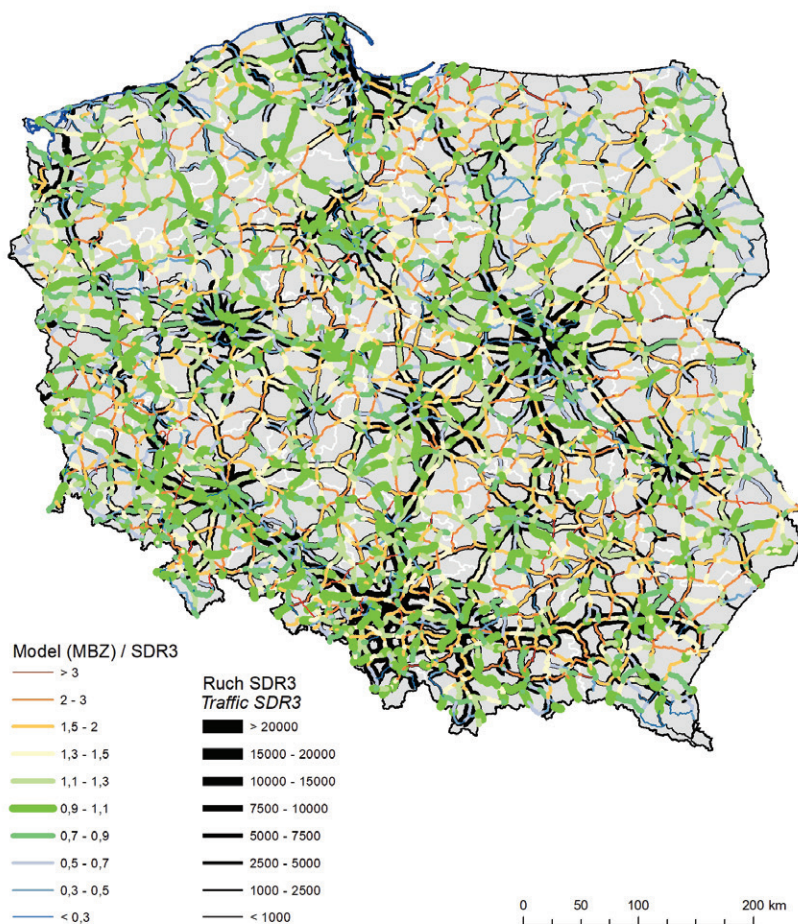 Model (MBZ) / SDR3
> 3
2 - 3
1,5 - 2
1,3 - 1,5
1,1 - 1,3
0,9 - 1,1
0,7 - 0,9
0,5 - 0,7
0,3 - 0,5
< 0,3
Ruch SDR3
Traffic SDR3
> 20000
15000 - 20000
10000 - 15000
7500 - 10000
5000 - 7500
2500 - 5000
1000 - 2500
< 1000
0 50 100 200 km